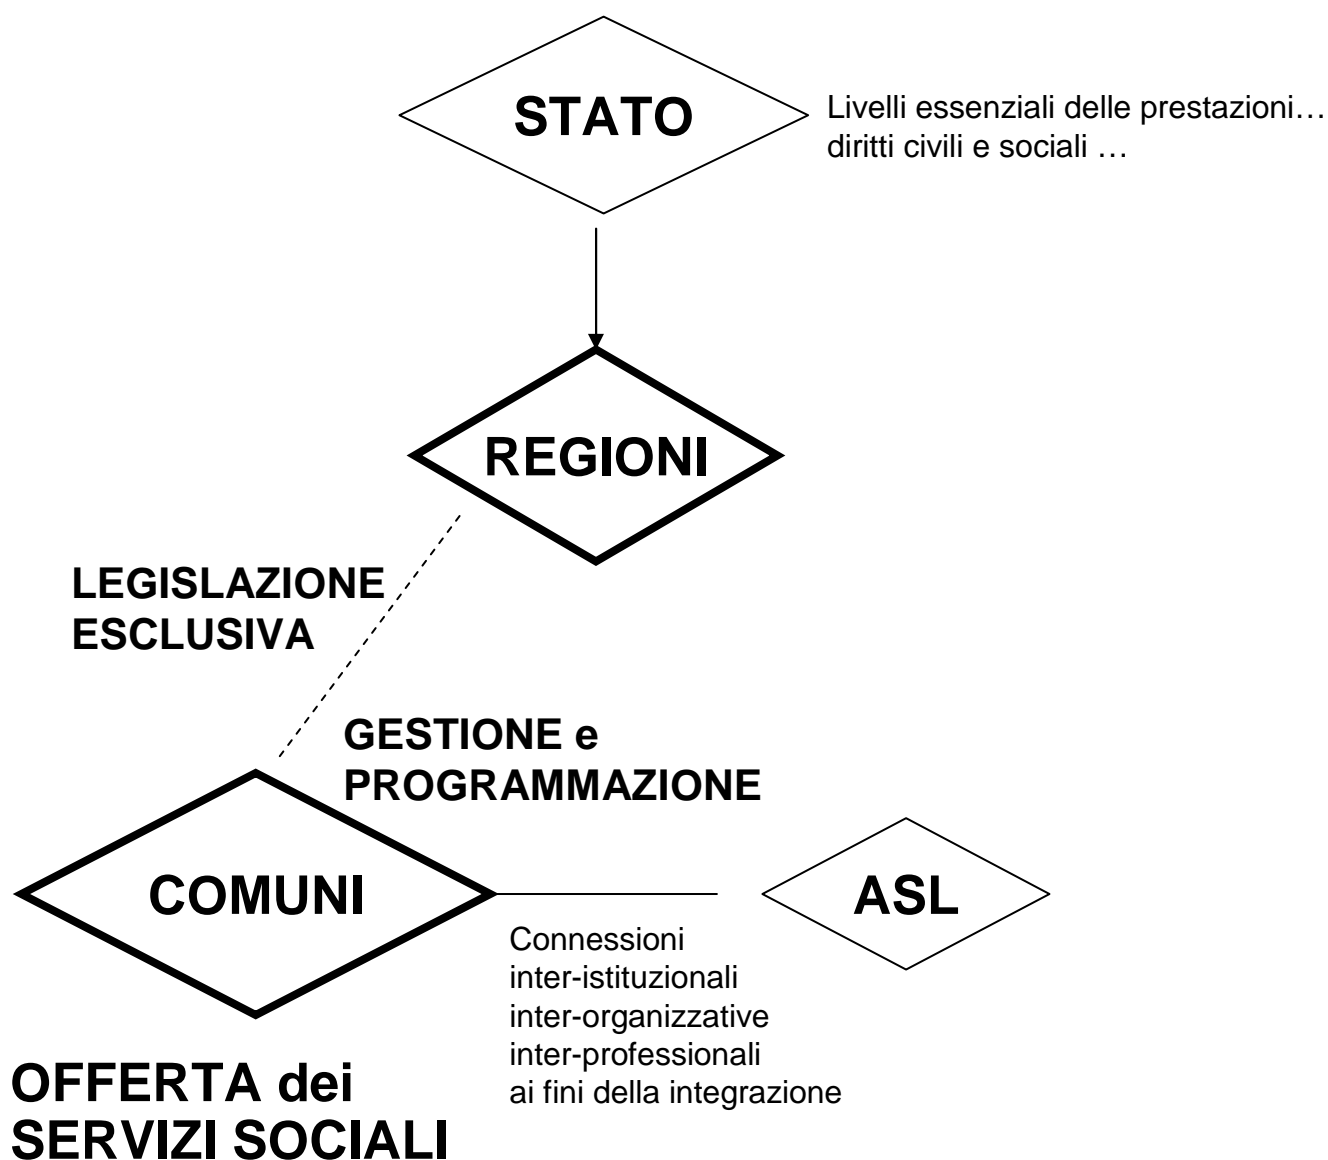 STATO
Livelli essenziali delle prestazioni…
diritti civili e sociali …
REGIONI
LEGISLAZIONE
ESCLUSIVA
GESTIONE e
PROGRAMMAZIONE
COMUNI
ASL
Connessioni
inter-istituzionali
inter-organizzative
inter-professionali
ai fini della integrazione
OFFERTA dei
SERVIZI SOCIALI